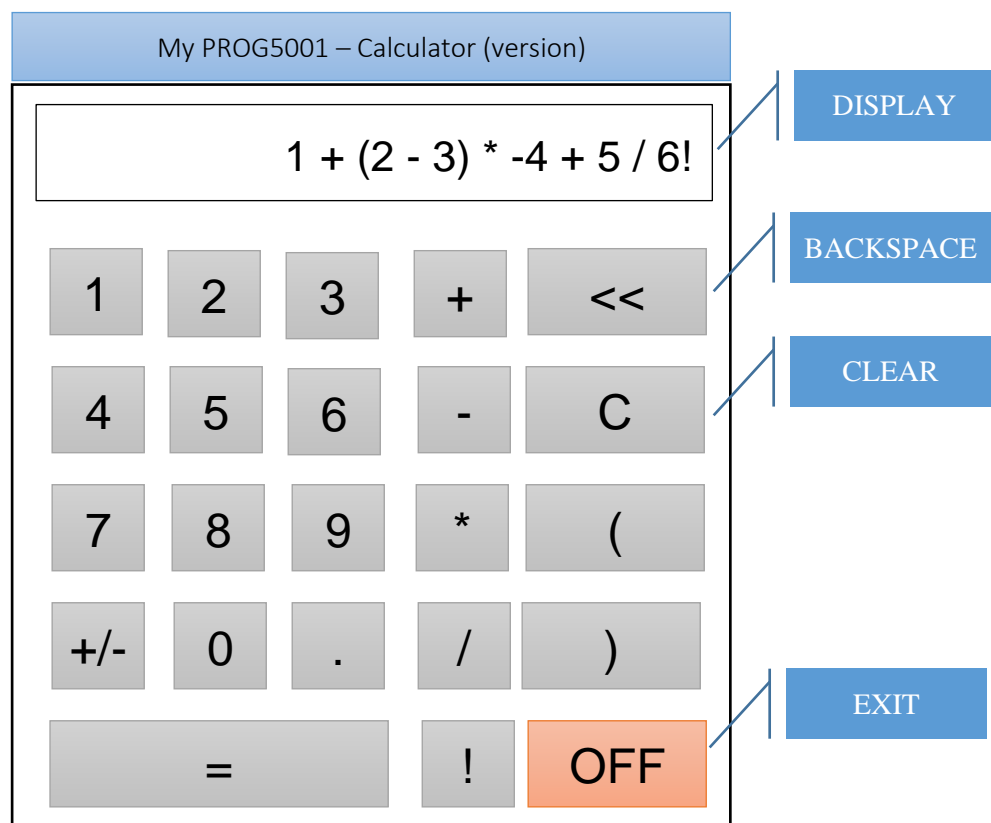 My PROG5001 – Calculator (version)
DISPLAY
1 + (2 - 3) * -4 + 5 / 6!
BACKSPACE
1 2 3 + <<
CLEAR
4 5 6 - C
7 8 9 * (
+/- 0 . / )
EXIT
= ! OFF